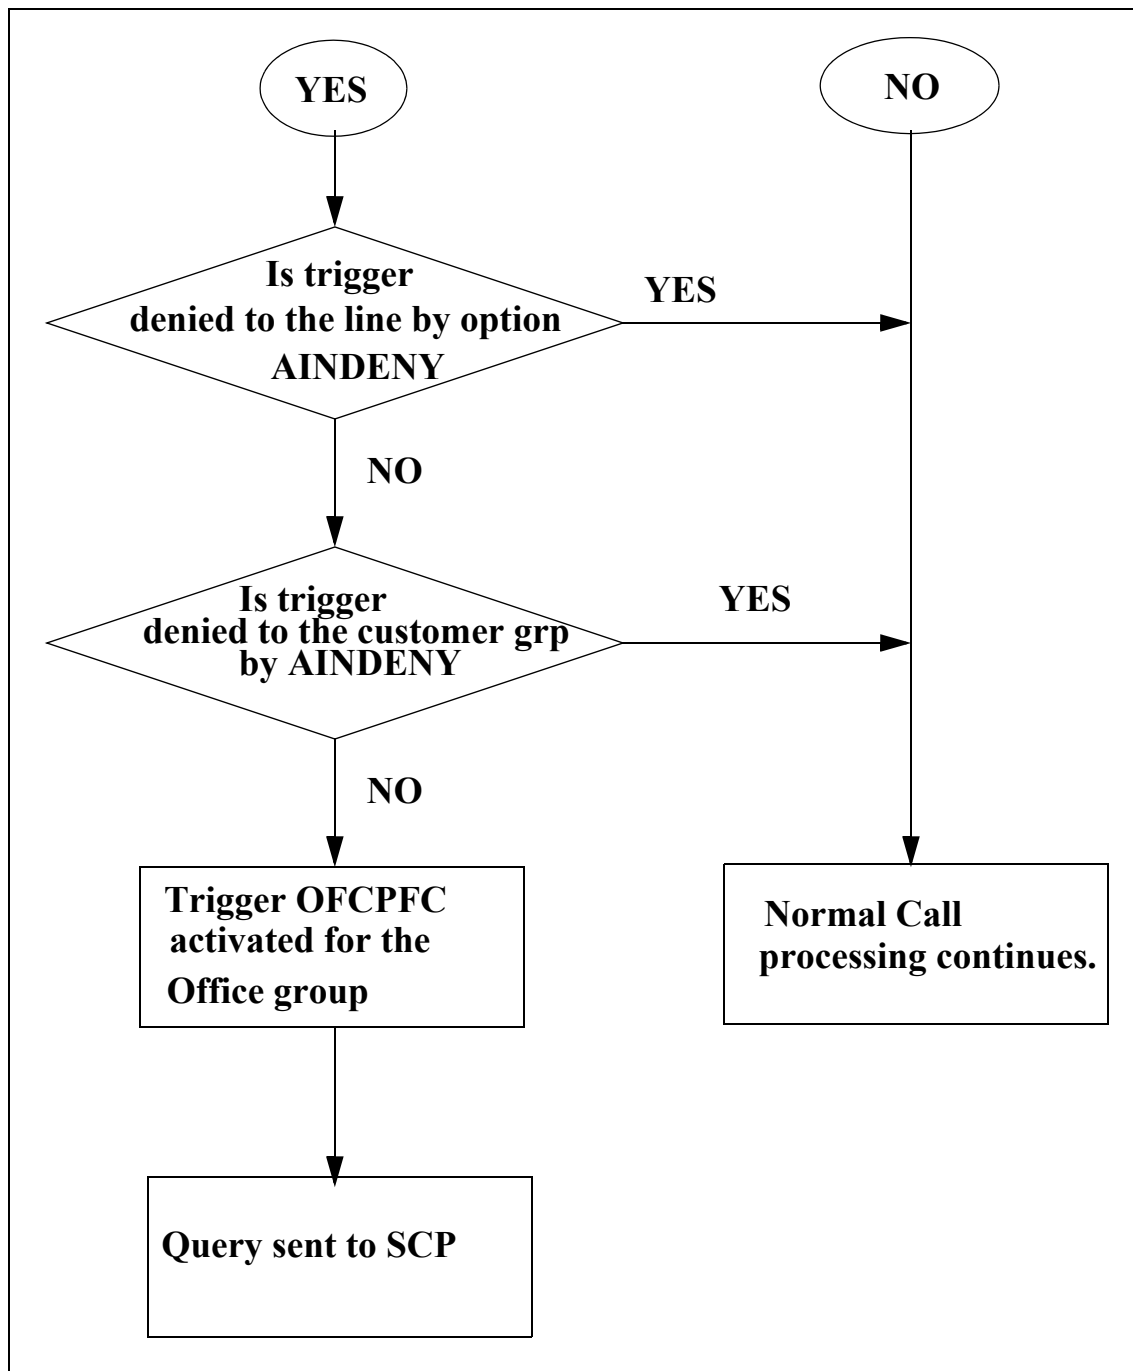 YES
NO
Is trigger
denied to the line by option
AINDENY
YES
NO
Is trigger
denied to the customer grp
by AINDENY
YES
NO
Trigger OFCPFC
activated for the
Office group
Normal Call
processing continues.
Query sent to SCP